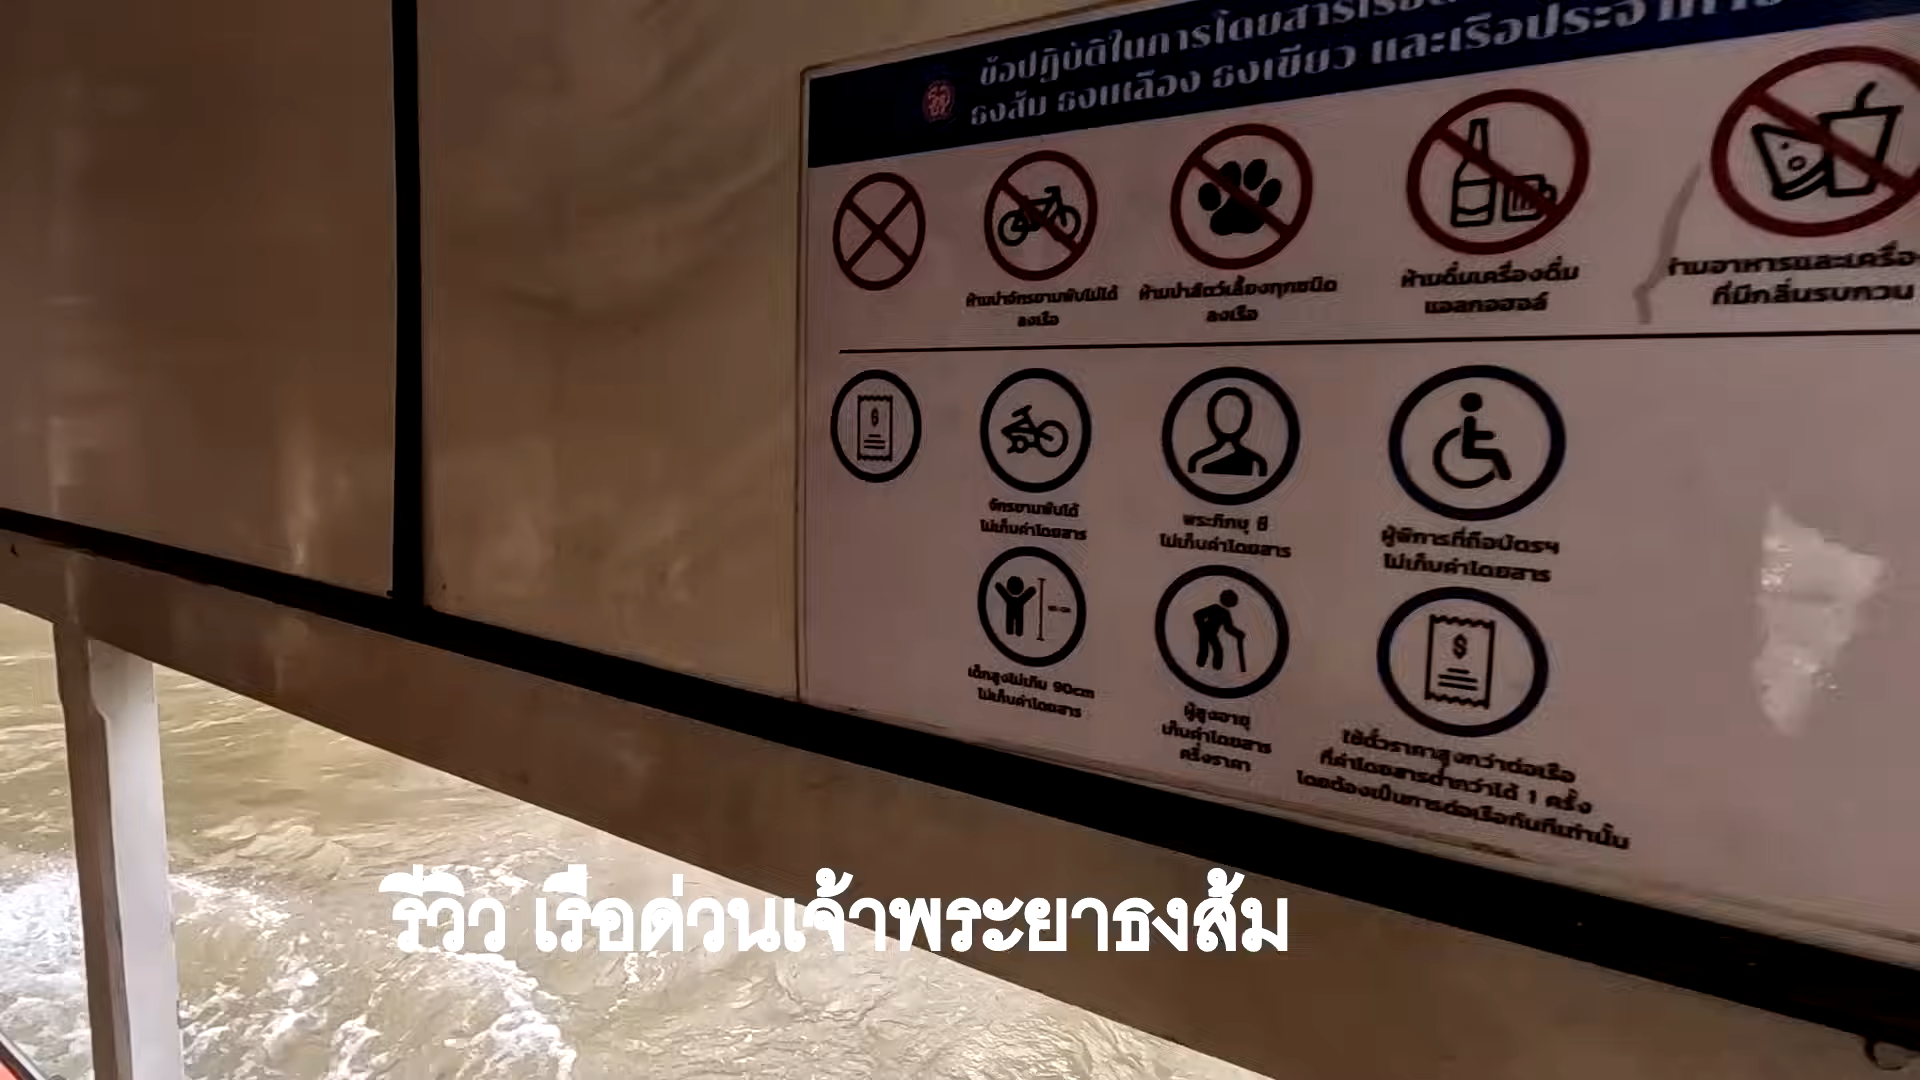 ข้อปฏิบัติในการโดยสารเรือ
ธงส้ม ธงเหลือง ธงเขียว และเรือประจำทาง
ห้ามนำจักรยานพับไม่ได้
ลงเรือ
ห้ามนำสัตว์เลี้ยงทุกชนิด
ลงเรือ
ห้ามดื่มเครื่องดื่ม
แอลกอฮอล์
ห้ามอาหารและเครื่อง
ที่มีกลิ่นรบกวน
จักรยานพับได้
ไม่เก็บค่าโดยสาร
พระภิกษุ ชี
ไม่เก็บค่าโดยสาร
ผู้พิการที่ถือบัตรฯ
ไม่เก็บค่าโดยสาร
เด็กสูงไม่เกิน 90cm
ไม่เก็บค่าโดยสาร
ผู้สูงอายุ
เก็บค่าโดยสาร
ครึ่งราคา
$
ใช้ตั๋วราคาสูงกว่าต่อเรือ
ที่ค่าโดยสารต่ำกว่าได้ 1 ครั้ง
โดยต้องเป็นการต่อเรือทันทีเท่านั้น
รีวิว เรือด่วนเจ้าพระยาธงส้ม